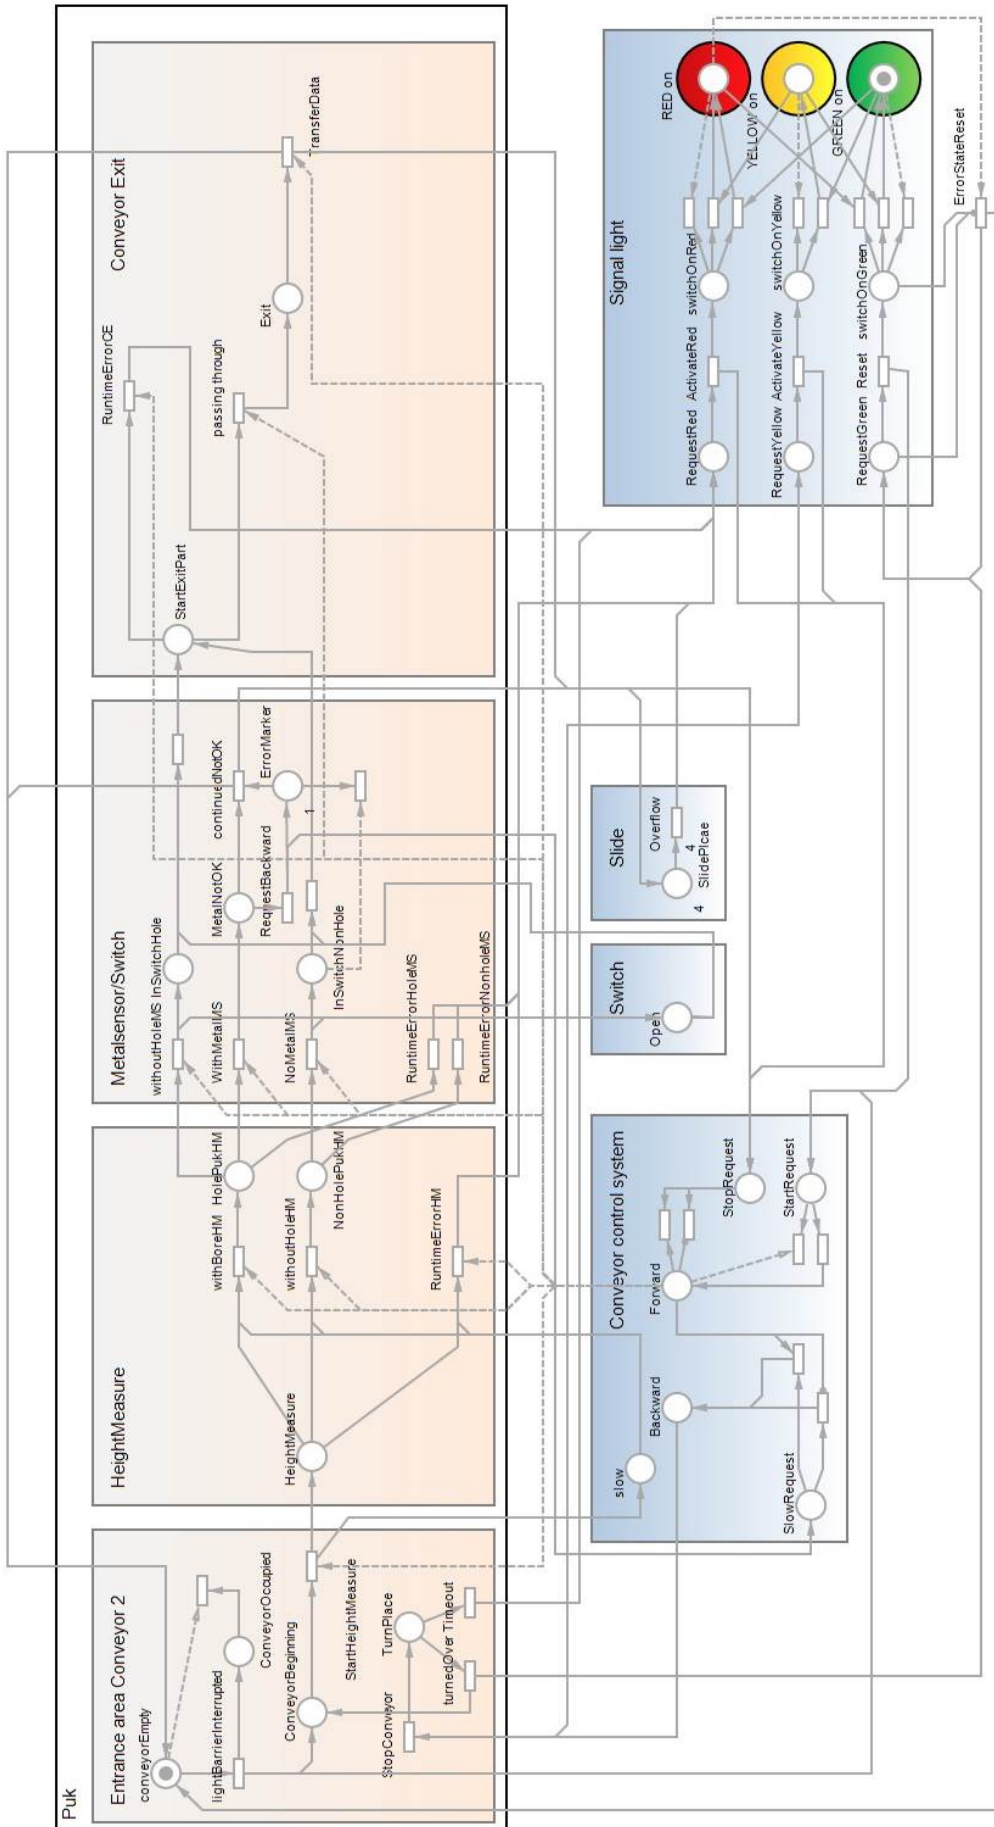 Puk
Entrance area Conveyor 2
conveyorEmpty
lightBarrierInterrupted
ConveyorOccupied
ConveyorBeginning
StartHeightMeasure
StopConveyor
TurnPlace
turnedOver
Timeout
HeightMeasure
HeightMeasure
withBoreHM
HolePukHM
withoutHoleHM
NonHolePukHM
RuntimeErrorHM
Metalsensor/Switch
withoutHoleMS
InSwitchHole
WithMetalMS
MetalNotOK
continuedNotOK
RequestBackward
ErrorMarker
1
NoMetalMS
InSwitchNonHole
RuntimeErrorHoleMS
RuntimeErrorNonholeMS
Conveyor Exit
RuntimeErrorCE
StartExitPart
passing through
Exit
TransferData
Conveyor control system
slow
Backward
Forward
SlowRequest
StopRequest
StartRequest
Switch
Open
Slide
Overflow
4
SlidePlcae
4
Signal light
RequestRed
ActivateRed
switchOnRed
RED on
RequestYellow
ActivateYellow
switchOnYellow
YELLOW on
RequestGreen
Reset
switchOnGreen
GREEN on
ErrorStateReset